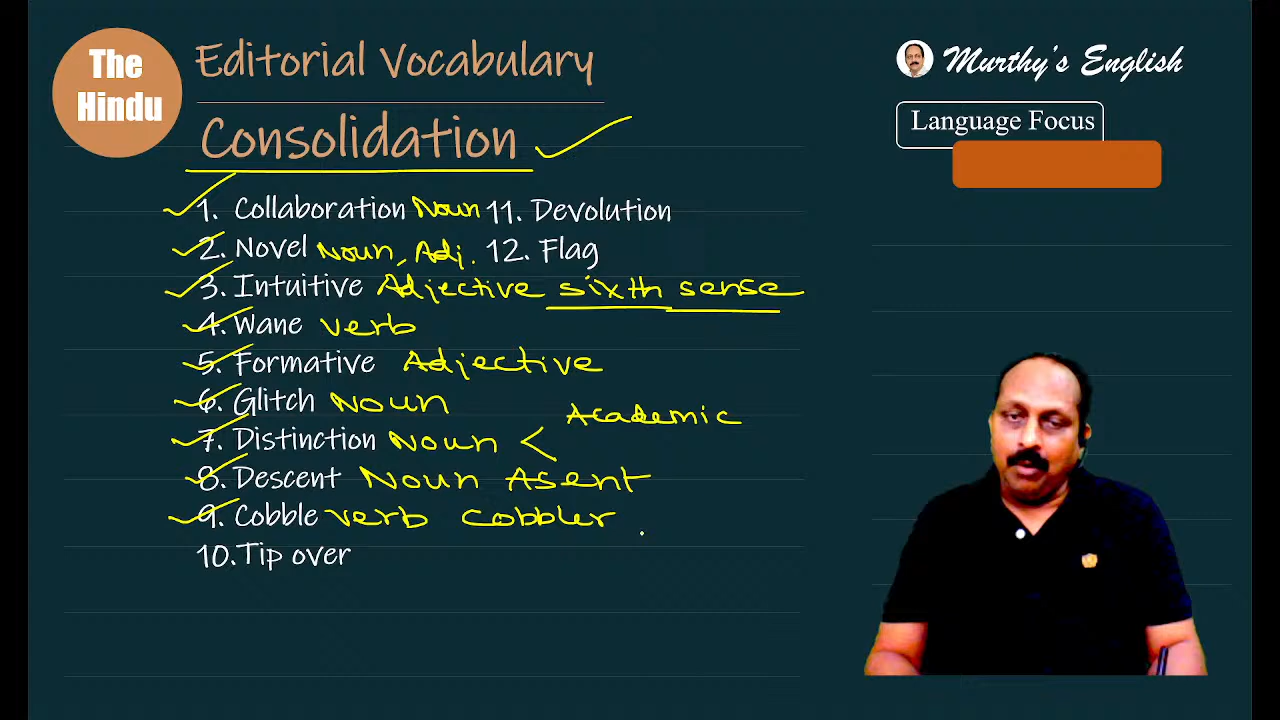 The
Hindu
Editorial Vocabulary
Consolidation
Murthy's English
Language Focus
1. Collaboration Noun 11. Devolution
2. Novel Noun, Adj. 12. Flag
3. Intuitive Adjective sixth sense
4. Wane verb
5. Formative Adjective
6. Glitch Noun
Academic
7. Distinction Noun <
8. Descent Noun Asent
9. Cobble verb cobbler
10. Tip over